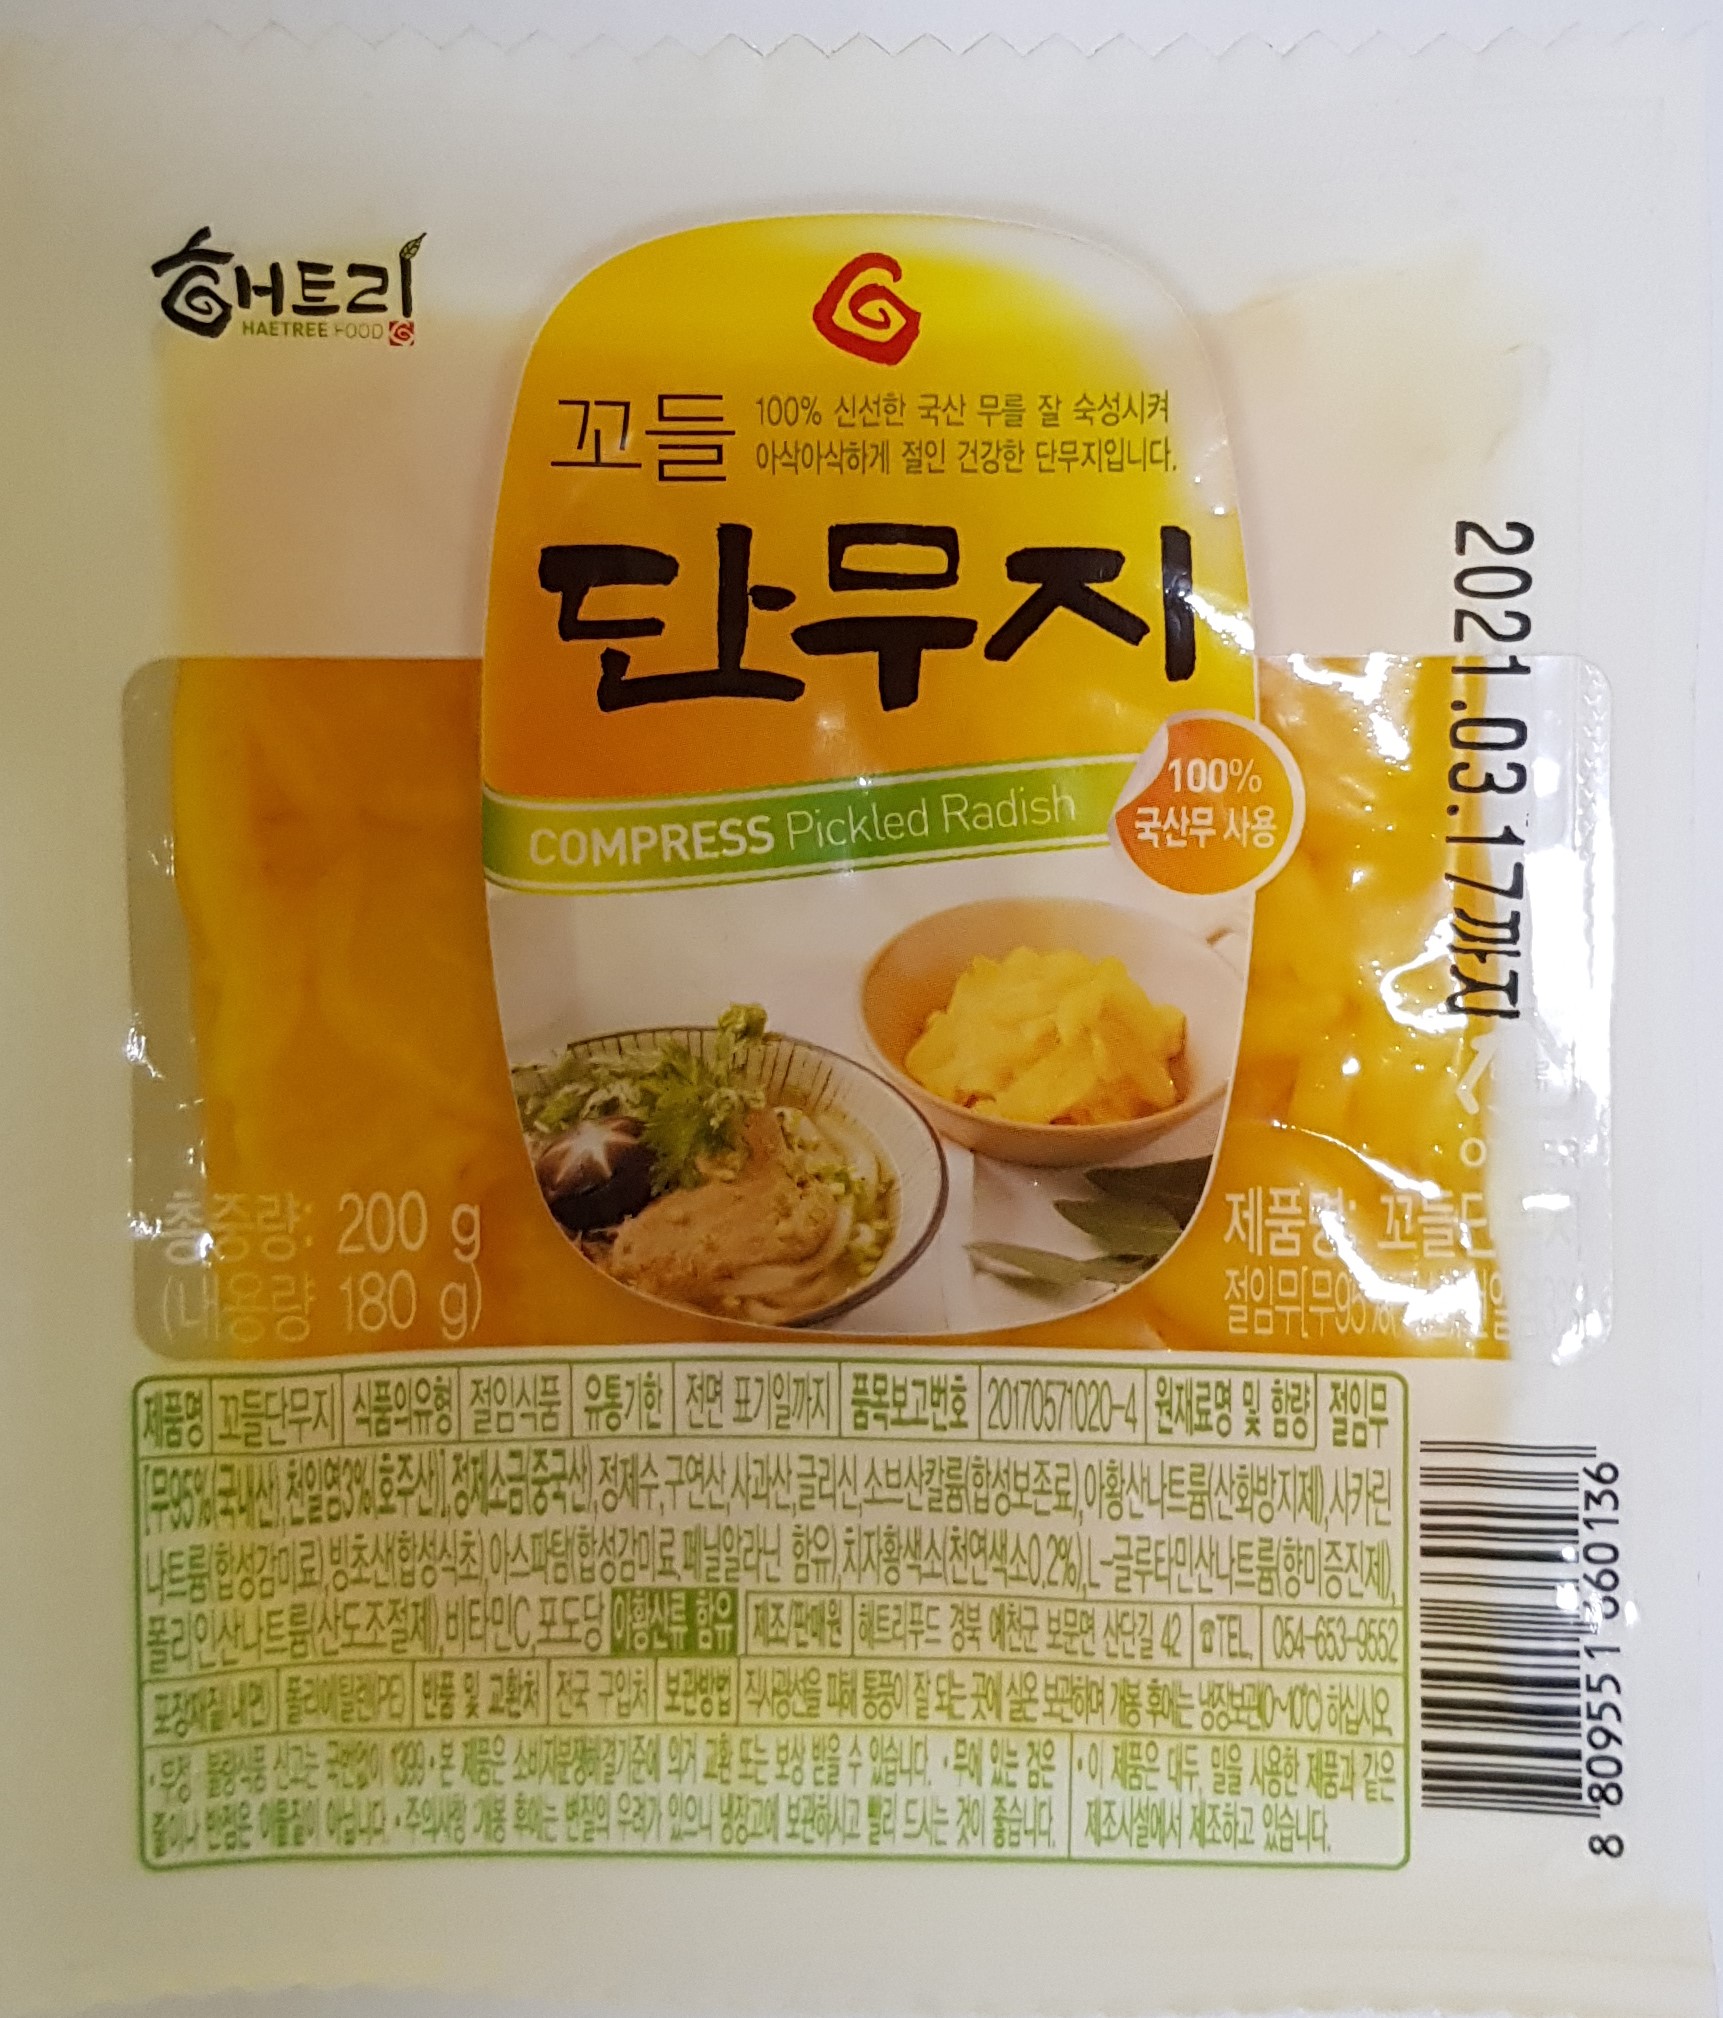 해트리
HAETREE FOOD
꼬들
100% 신선한 국산 무를 잘 숙성시켜
아삭아삭하게 절인 건강한 단무지입니다.
단무지
COMPRESS Pickled Radish
100%
국산무 사용
2021.03.17까지
총중량: 200 g
(내용량 180 g)
제품명: 꼬들단
절임무[무95%
제품명 꼬들단무지 식품의유형 절임식품 유통기한 전면 표기일까지 품목보고번호 20170571020-4 원재료명 및 함량 절임무
[무95%(국내산),천일염3%(호주산)],정제소금(중국산),정제수,구연산,사과산,글리신,소브산칼륨(합성보존료),아황산나트륨(산화방지제),사카린
나트륨(합성감미료),빙초산(합성식초),아스파탐(합성감미료,페닐알라닌 함유),치자황색소(천연색소0.2%),L-글루타민산나트륨(향미증진제),
폴리인산나트륨(산도조절제),비타민C,포도당 아황산류 함유 제조/판매원 해트리푸드 경북 예천군 보문면 산단길 42 ☎TEL. 054-653-9552
포장재질(내면) 폴리에틸렌(PE) 반품 및 교환처 전국 구입처 보관방법 직사광선을 피해 통풍이 잘 되는 곳에 실온 보관하며 개봉 후에는 냉장보관(0~10℃) 하십시오.
·부정·불량식품 신고는 국번없이 1399 ·본 제품은 소비자분쟁해결기준에 의거 교환 또는 보상 받을 수 있습니다. ·무에 있는 검은
줄이나 반점은 이물질이 아닙니다 ·주의사항 개봉 후에는 변질의 우려가 있으니 냉장고에 보관하시고 빨리 드시는 것이 좋습니다.
·이 제품은 대두, 밀을 사용한 제품과 같은
제조시설에서 제조하고 있습니다.
8 809551 660136